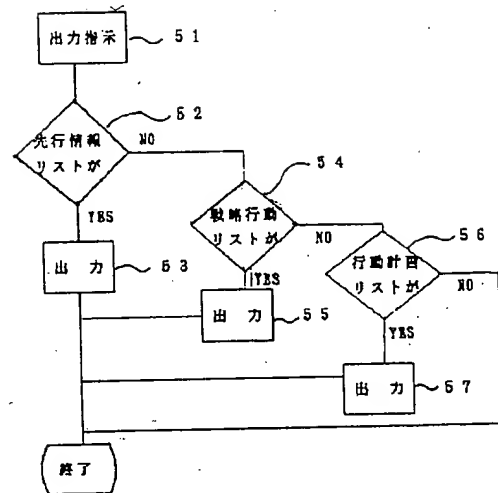 出力指示
51
先行情報
リストが
52
NO
YES
戦略行動
リストが
54
NO
YES
行動計画
リストが
56
NO
YES
出 力
53
出 力
55
出 力
57
終了